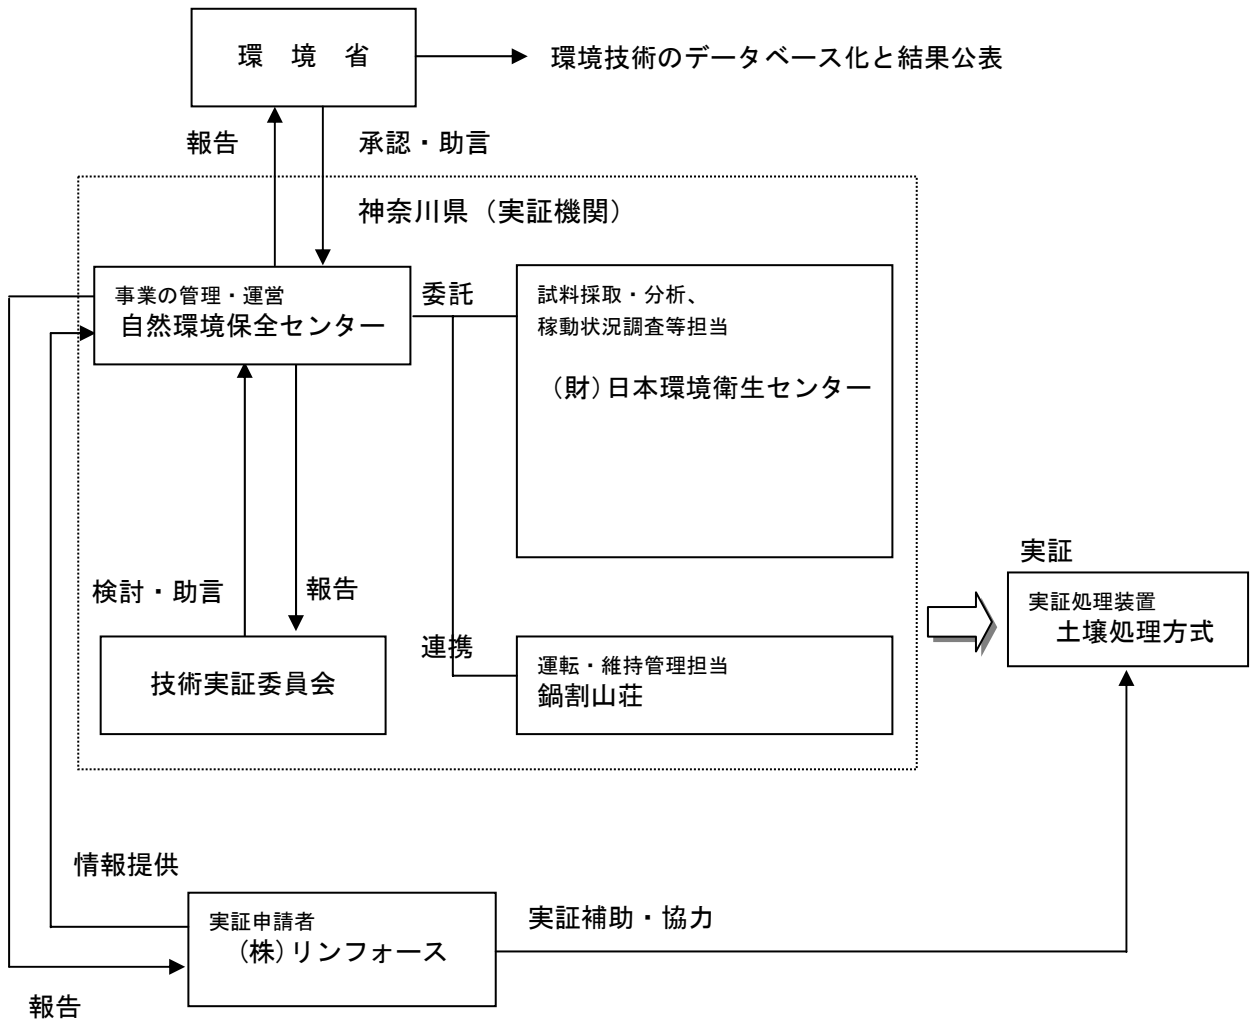 環 境 省
環境技術のデータベース化と結果公表
報告
承認・助言
神奈川県（実証機関）
事業の管理・運営
自然環境保全センター
委託
試料採取・分析、
稼動状況調査等担当
（財）日本環境衛生センター
検討・助言
報告
連携
技術実証委員会
運転・維持管理担当
鍋割山荘
実証
実証処理装置
土壌処理方式
情報提供
実証申請者
（株）リンフォース
実証補助・協力
報告